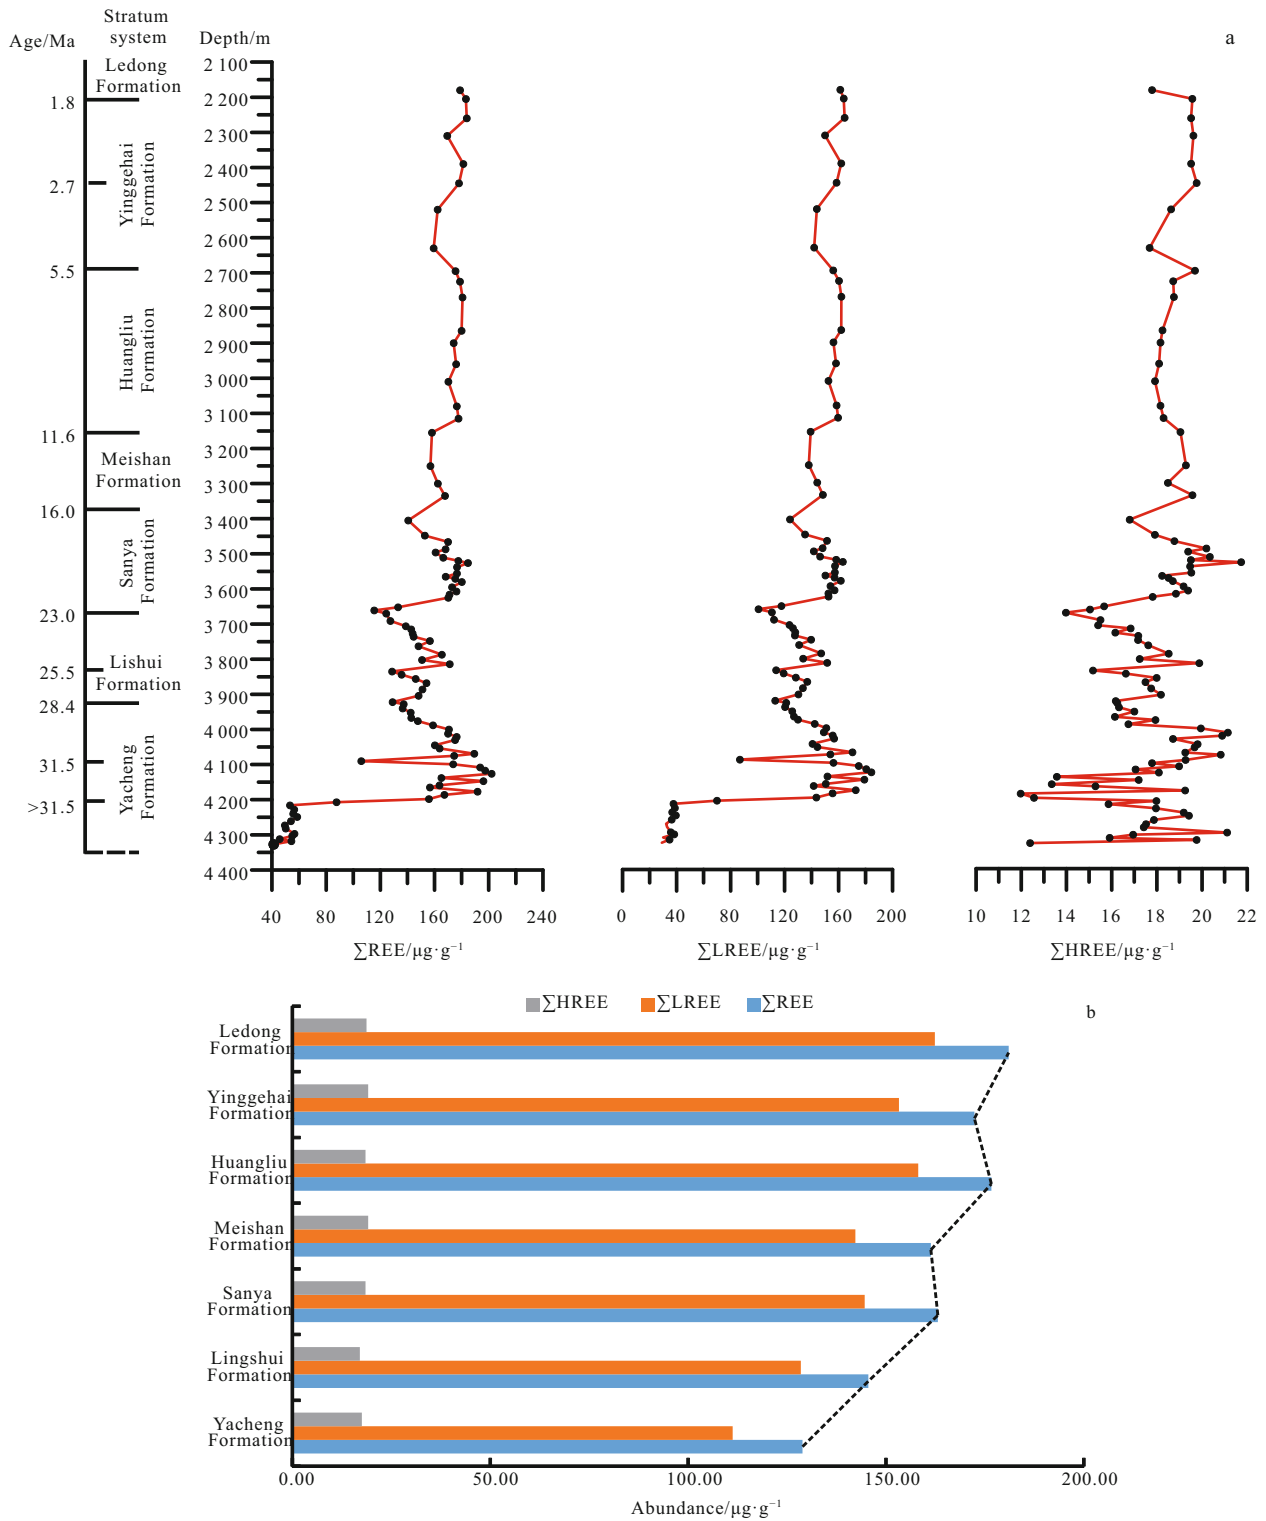 Stratum
Age/Ma system Depth/m
a
Ledong
Formation
1.8
Yinggehai
Formation
2.7
5.5
Huangliu
Formation
11.6
Meishan
Formation
16.0
Sanya
Formation
23.0
Lishui
Formation
25.5
28.4
Yacheng
Formation
31.5
>31.5
2 100
2 200
2 300
2 400
2 500
2 600
2 700
2 800
2 900
3 000
3 100
3 200
3 300
3 400
3 500
3 600
3 700
3 800
3 900
4 000
4 100
4 200
4 300
4 400
40 80 120 160 200 240
∑REE/μg·g⁻¹
0 40 80 120 160 200
∑LREE/μg·g⁻¹
10 12 14 16 18 20 22
∑HREE/μg·g⁻¹
∑HREE ∑LREE ∑REE
b
Ledong
Formation
Yinggehai
Formation
Huangliu
Formation
Meishan
Formation
Sanya
Formation
Lingshui
Formation
Yacheng
Formation
0.00 50.00 100.00 150.00 200.00
Abundance/μg·g⁻¹